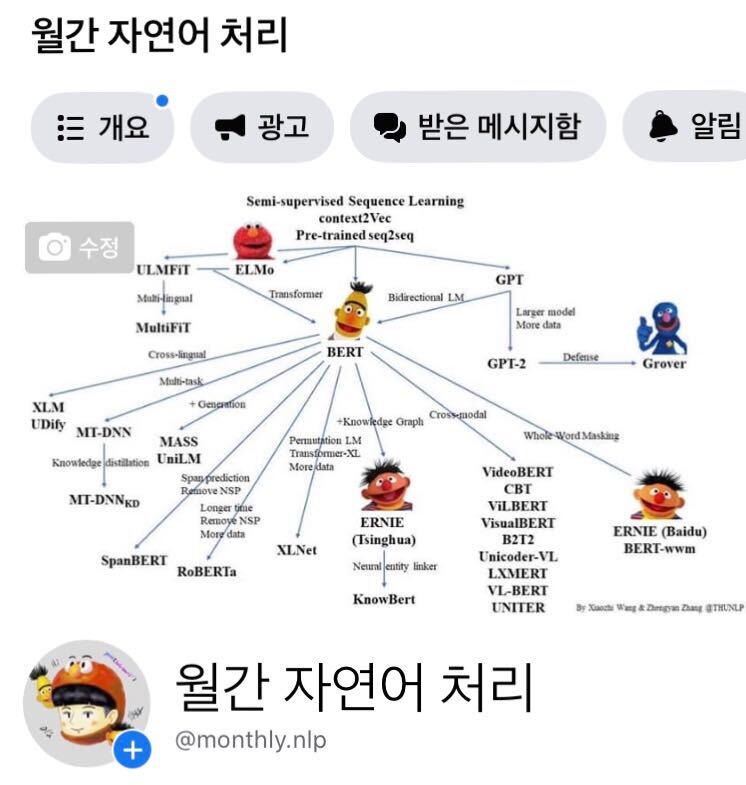 월간 자연어 처리
개요
광고
받은 메시지함
알림
수정
Semi-supervised Sequence Learning
context2Vec
Pre-trained seq2seq
ULMFiT
ELMo
GPT
Multi-lingual
Transformer
Bidirectional LM
Larger model
More data
MultiFiT
BERT
GPT-2
Defense
Grover
Cross-lingual
Multi-task
+ Generation
+Knowledge Graph
Cross-modal
Whole Word Masking
XLM
UDify
MT-DNN
MASS
UniLM
Permutation LM
Transformer-XL
More data
Knowledge distillation
Span prediction
Remove NSP
Longer time
Remove NSP
More data
MT-DNNKD
SpanBERT
RoBERTa
XLNet
ERNIE
(Tsinghua)
Neural entity linker
KnowBert
VideoBERT
CBT
ViLBERT
VisualBERT
B2T2
Unicoder-VL
LXMERT
VL-BERT
UNITER
ERNIE (Baidu)
BERT-wwm
By Xiaozhi Wang & Zhengyan Zhang @THUNLP
월간 자연어 처리
@monthly.nlp